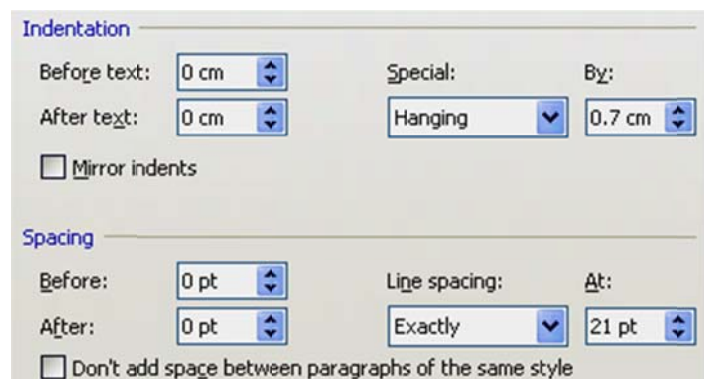 Indentation
Before text: 0 cm Special: By:
After text: 0 cm Hanging 0.7 cm
Mirror indents
Spacing
Before: 0 pt Line spacing: At:
After: 0 pt Exactly 21 pt
Don't add space between paragraphs of the same style